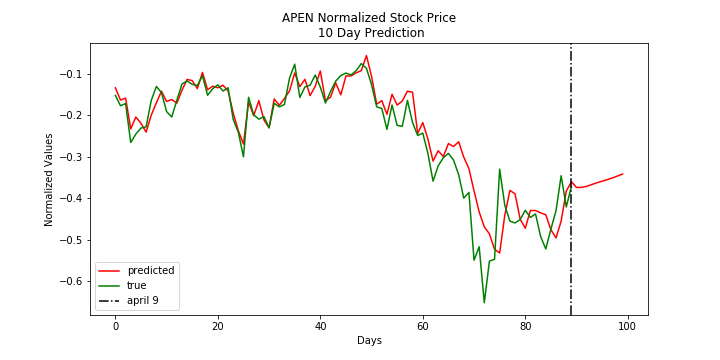 APEN Normalized Stock Price
10 Day Prediction
−0.1
−0.2
−0.3
−0.4
−0.5
−0.6
Normalized Values
predicted
true
april 9
0
20
40
60
80
100
Days